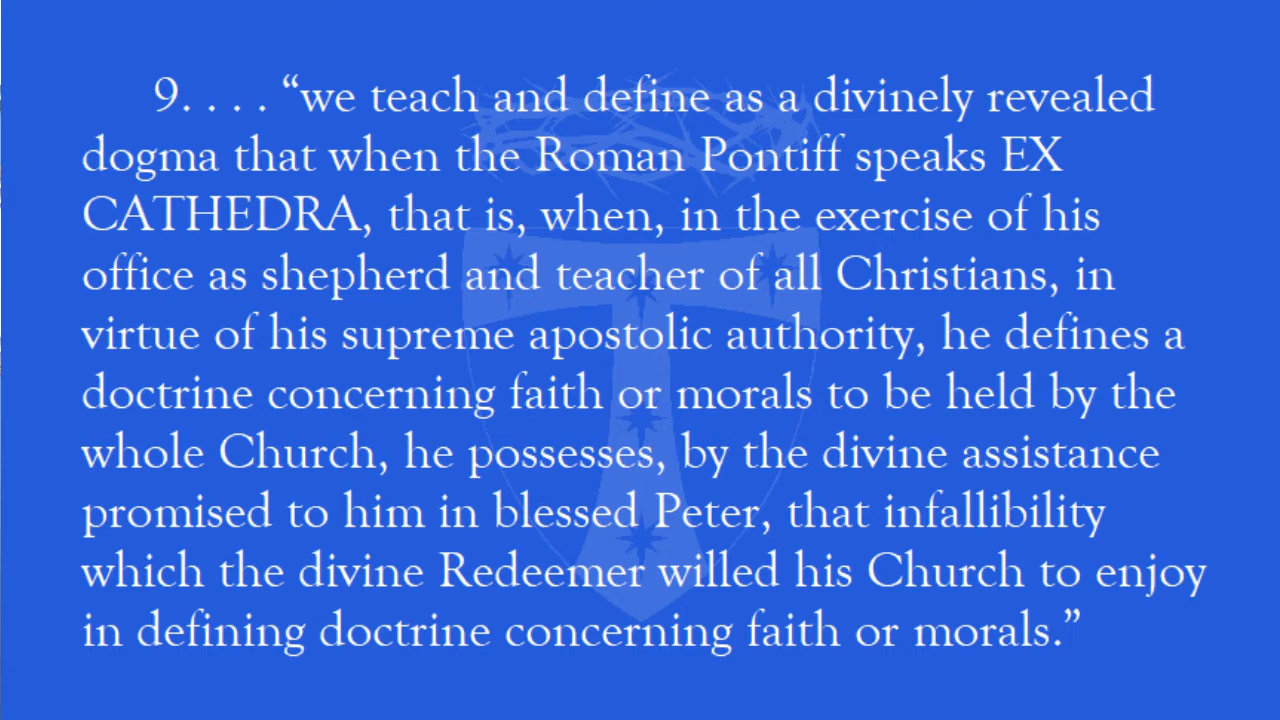 9. . . . “we teach and define as a divinely revealed
dogma that when the Roman Pontiff speaks EX
CATHEDRA, that is, when, in the exercise of his
office as shepherd and teacher of all Christians, in
virtue of his supreme apostolic authority, he defines a
doctrine concerning faith or morals to be held by the
whole Church, he possesses, by the divine assistance
promised to him in blessed Peter, that infallibility
which the divine Redeemer willed his Church to enjoy
in defining doctrine concerning faith or morals.”